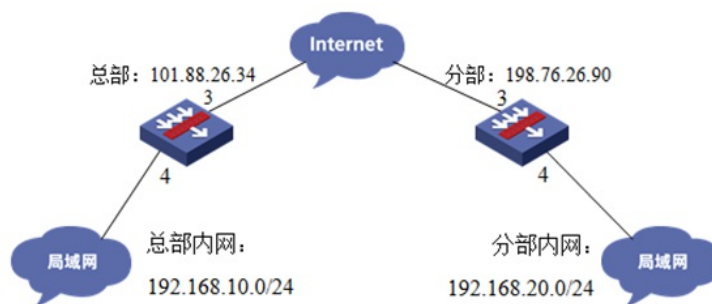 Internet
总部：101.88.26.34
分部：198.76.26.90
3
3
4
4
局域网
总部内网：
192.168.10.0/24
分部内网：
192.168.20.0/24
局域网